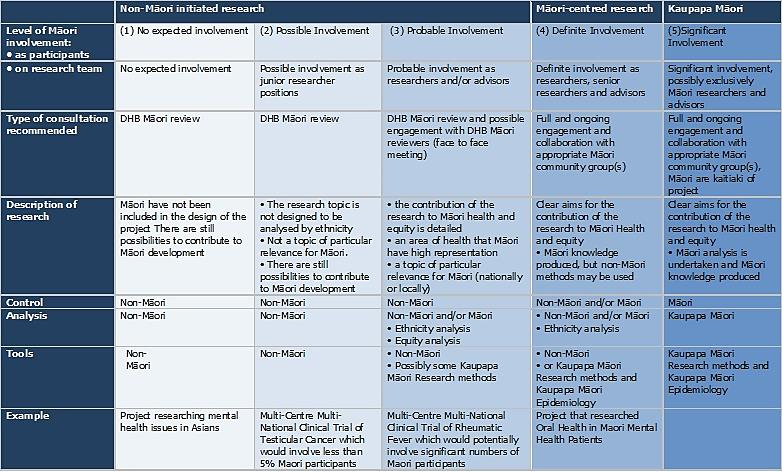 Non-Māori initiated research
Māori-centred research
Kaupapa Māori
Level of Māori
involvement:
• as participants
(1) No expected involvement
(2) Possible Involvement
(3) Probable Involvement
(4) Definite Involvement
(5)Significant
Involvement
• on research team
No expected involvement
Possible involvement as
junior researcher
positions
Probable involvement as
researchers and/or advisors
Definite involvement as
researchers, senior
researchers and advisors
Significant involvement,
possibly exclusively
Māori researchers and
advisors
Type of consultation
recommended
DHB Māori review
DHB Māori review
DHB Māori review and possible
engagement with DHB Māori
reviewers (face to face
meeting)
Full and ongoing
engagement and
collaboration with
appropriate Māori
community group(s)
Full and ongoing
engagement and
collaboration with
appropriate Māori
community group(s),
Māori are kaitiaki of
project
Description of
research
Māori have not been
included in the design of the
project There are still
possibilities to contribute to
Māori development
• The research topic is
not designed to be
analysed by ethnicity
• Not a topic of particular
relevance for Māori.
• There are still
possibilities to contribute
to Māori development
• the contribution of the
research to Māori health and
equity is detailed
• an area of health that Māori
have high representation
• a topic of particular
relevance for Māori (nationally
or locally)
Clear aims for the
contribution of the
research to Māori Health
and equity
• Māori knowledge
produced, but non-Māori
methods may be used
Clear aims for the
contribution of the
research to Māori health
and equity
• Māori analysis is
undertaken and Māori
knowledge produced
Control
Non-Māori
Non-Māori
Non-Māori
Non-Māori and/or Māori
Māori
Analysis
Non-Māori
Non-Māori
Non-Māori and/or Māori
• Ethnicity analysis
• Equity analysis
• Non-Māori and/or Māori
• Ethnicity analysis
Kaupapa Māori
Tools
Non-
Māori
Non-Māori
• Non-Māori
• Possibly some Kaupapa
Māori Research methods
• Non-Māori
• or Kaupapa Māori
Research methods and
Kaupapa Māori
Epidemiology
Kaupapa Māori
Research methods and
Kaupapa Māori
Epidemiology
Example
Project researching mental
health issues in Asians
Multi-Centre Multi-
National Clinical Trial of
Testicular Cancer which
would involve less than
5% Maori participants
Multi-Centre Multi-National
Clinical Trial of Rheumatic
Fever which would potentially
involve significant numbers of
Maori participants
Project that researched
Oral Health in Maori Mental
Health Patients